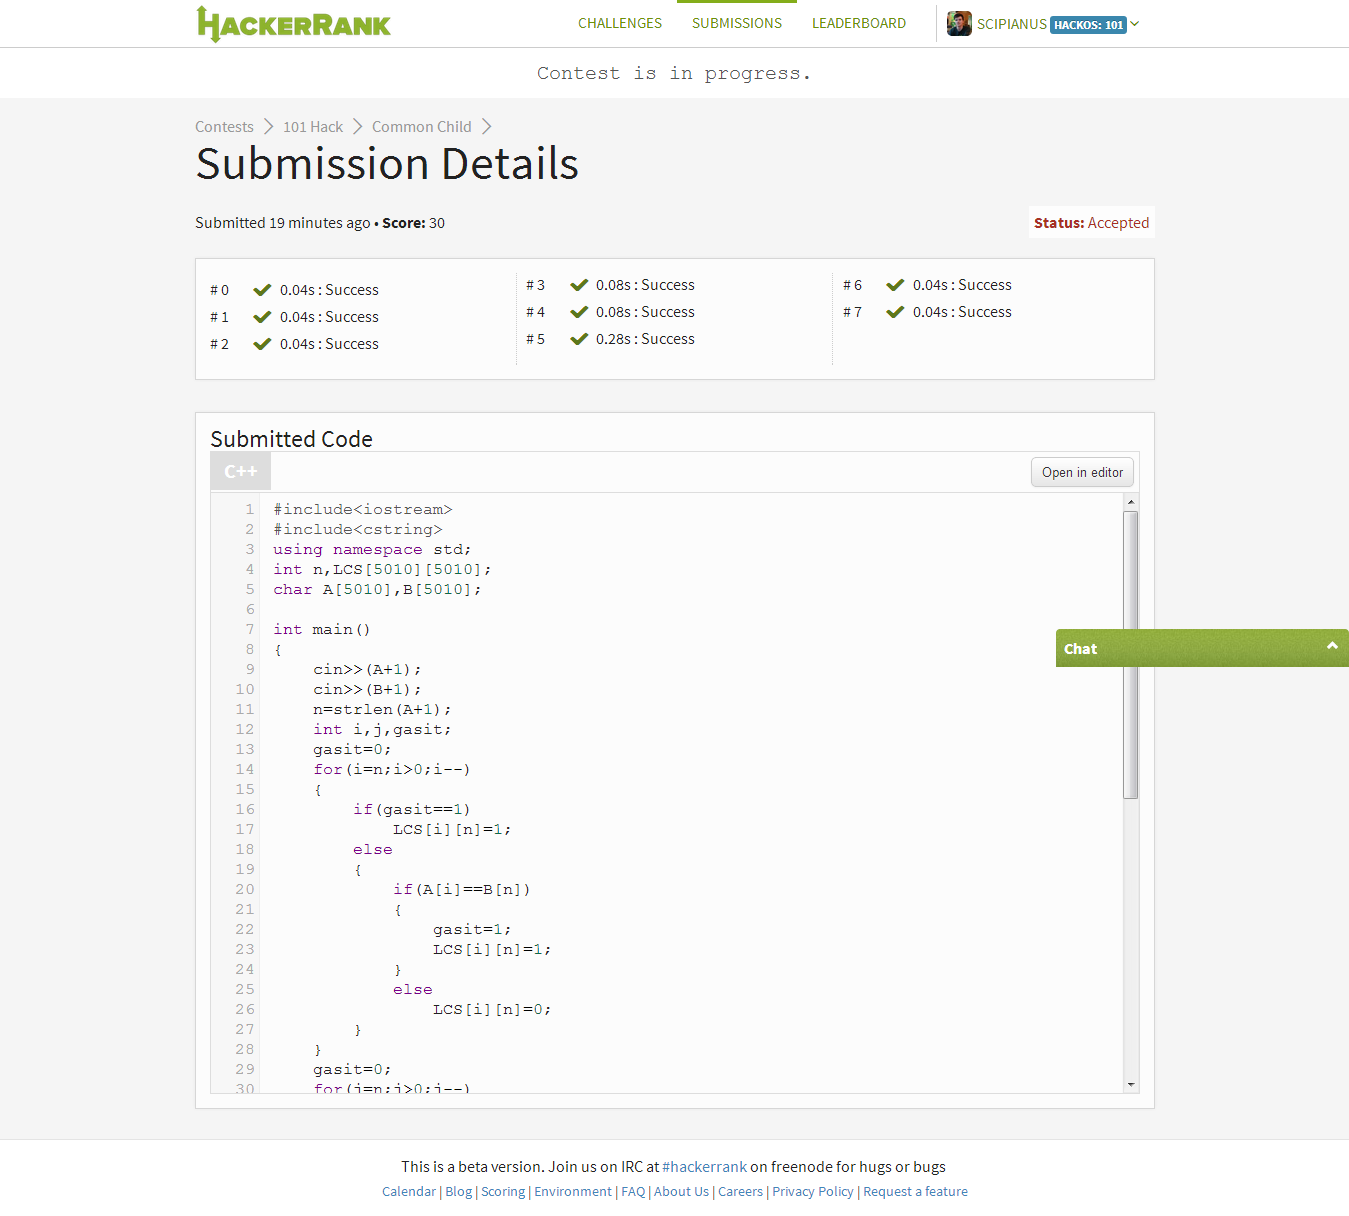 HACKERRANK
CHALLENGES SUBMISSIONS LEADERBOARD SCIPIANUS HACKOS: 101
Contest is in progress.
Contests 101 Hack Common Child
Submission Details
Submitted 19 minutes ago • Score: 30 Status: Accepted
# 0 0.04s : Success
# 1 0.04s : Success
# 2 0.04s : Success
# 3 0.08s : Success
# 4 0.08s : Success
# 5 0.28s : Success
# 6 0.04s : Success
# 7 0.04s : Success
Submitted Code
C++ Open in editor
1 #include<iostream>
2 #include<cstring>
3 using namespace std;
4 int n,LCS[5010][5010];
5 char A[5010],B[5010];
6
7 int main()
8 {
9 cin>>(A+1);
10 cin>>(B+1);
11 n=strlen(A+1);
12 int i,j,gasit;
13 gasit=0;
14 for(i=n;i>0;i--)
15 {
16 if(gasit==1)
17 LCS[i][n]=1;
18 else
19 {
20 if(A[i]==B[n])
21 {
22 gasit=1;
23 LCS[i][n]=1;
24 }
25 else
26 LCS[i][n]=0;
27 }
28 }
29 gasit=0;
30 for(j=n;j>0;j--)
Chat
This is a beta version. Join us on IRC at #hackerrank on freenode for hugs or bugs
Calendar | Blog | Scoring | Environment | FAQ | About Us | Careers | Privacy Policy | Request a feature